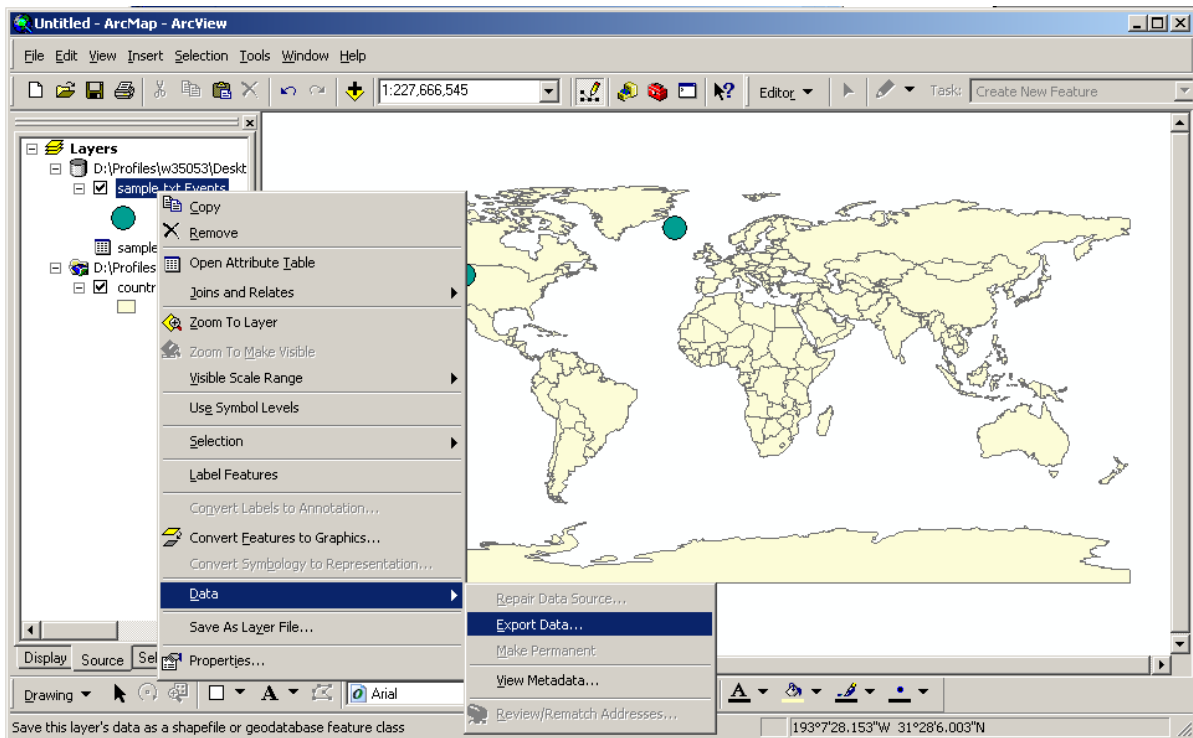 Untitled - ArcMap - ArcView
File Edit View Insert Selection Tools Window Help
1:227,666,545 Editor Task: Create New Feature
Layers
D:\Profiles\w35053\Deskt
sample.txt Events
sample
D:\Profiles
countr
Copy
Remove
Open Attribute Table
Joins and Relates
Zoom To Layer
Zoom To Make Visible
Visible Scale Range
Use Symbol Levels
Selection
Label Features
Convert Labels to Annotation...
Convert Features to Graphics...
Convert Symbology to Representation...
Data
Save As Layer File...
Properties...
Repair Data Source...
Export Data...
Make Permanent
View Metadata...
Review/Rematch Addresses...
Display Source Sel
Drawing A Arial A
Save this layer's data as a shapefile or geodatabase feature class 193°7'28.153"W 31°28'6.003"N